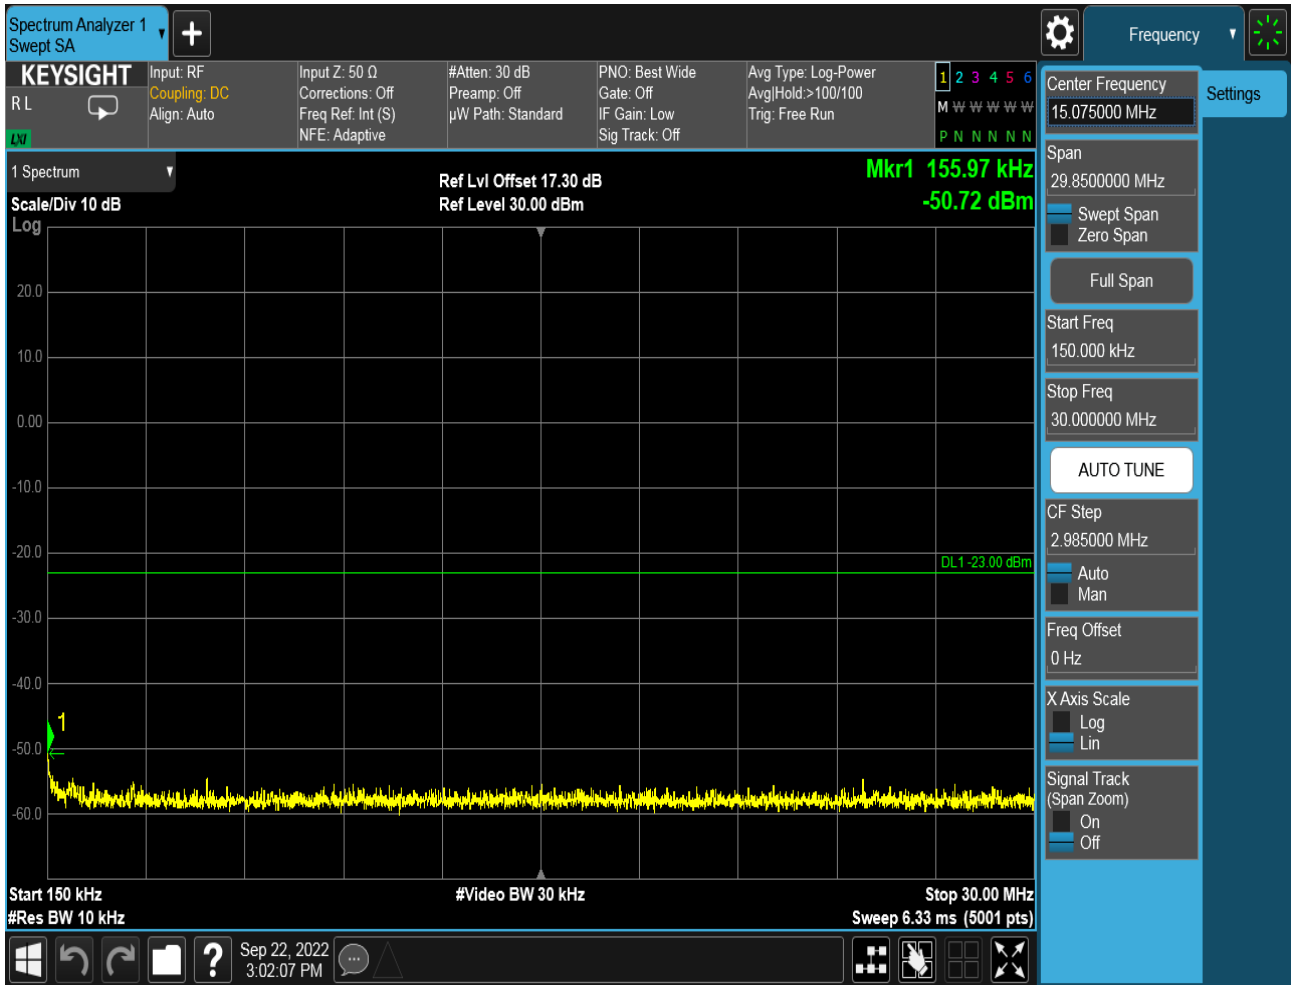 Spectrum Analyzer 1
Swept SA
Frequency
KEYSIGHT
R L
LXI
Input: RF
Coupling: DC
Align: Auto
Input Z: 50 Ω
Corrections: Off
Freq Ref: Int (S)
NFE: Adaptive
#Atten: 30 dB
Preamp: Off
µW Path: Standard
PNO: Best Wide
Gate: Off
IF Gain: Low
Sig Track: Off
Avg Type: Log-Power
Avg|Hold:>100/100
Trig: Free Run
1 2 3 4 5 6
M W W W W W
P N N N N N
1 Spectrum
Scale/Div 10 dB
Log
Ref Lvl Offset 17.30 dB
Ref Level 30.00 dBm
Mkr1 155.97 kHz
-50.72 dBm
20.0
10.0
0.00
-10.0
-20.0
DL1 -23.00 dBm
-30.0
-40.0
1
-50.0
-60.0
Start 150 kHz
#Video BW 30 kHz
Stop 30.00 MHz
#Res BW 10 kHz
Sweep 6.33 ms (5001 pts)
?
Sep 22, 2022
3:02:07 PM
Center Frequency
15.075000 MHz
Settings
Span
29.8500000 MHz
Swept Span
Zero Span
Full Span
Start Freq
150.000 kHz
Stop Freq
30.000000 MHz
AUTO TUNE
CF Step
2.985000 MHz
Auto
Man
Freq Offset
0 Hz
X Axis Scale
Log
Lin
Signal Track
(Span Zoom)
On
Off